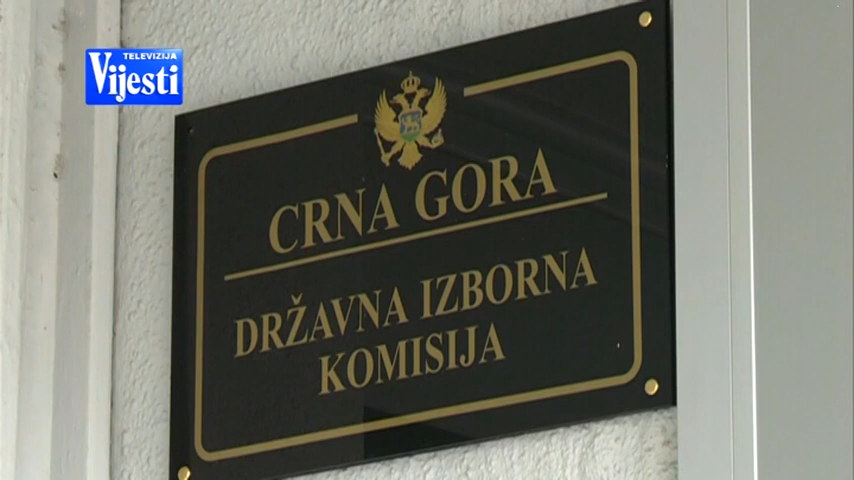 TELEVIZIJA
Vijesti
CRNA GORA
DRŽAVNA IZBORNA
KOMISIJA